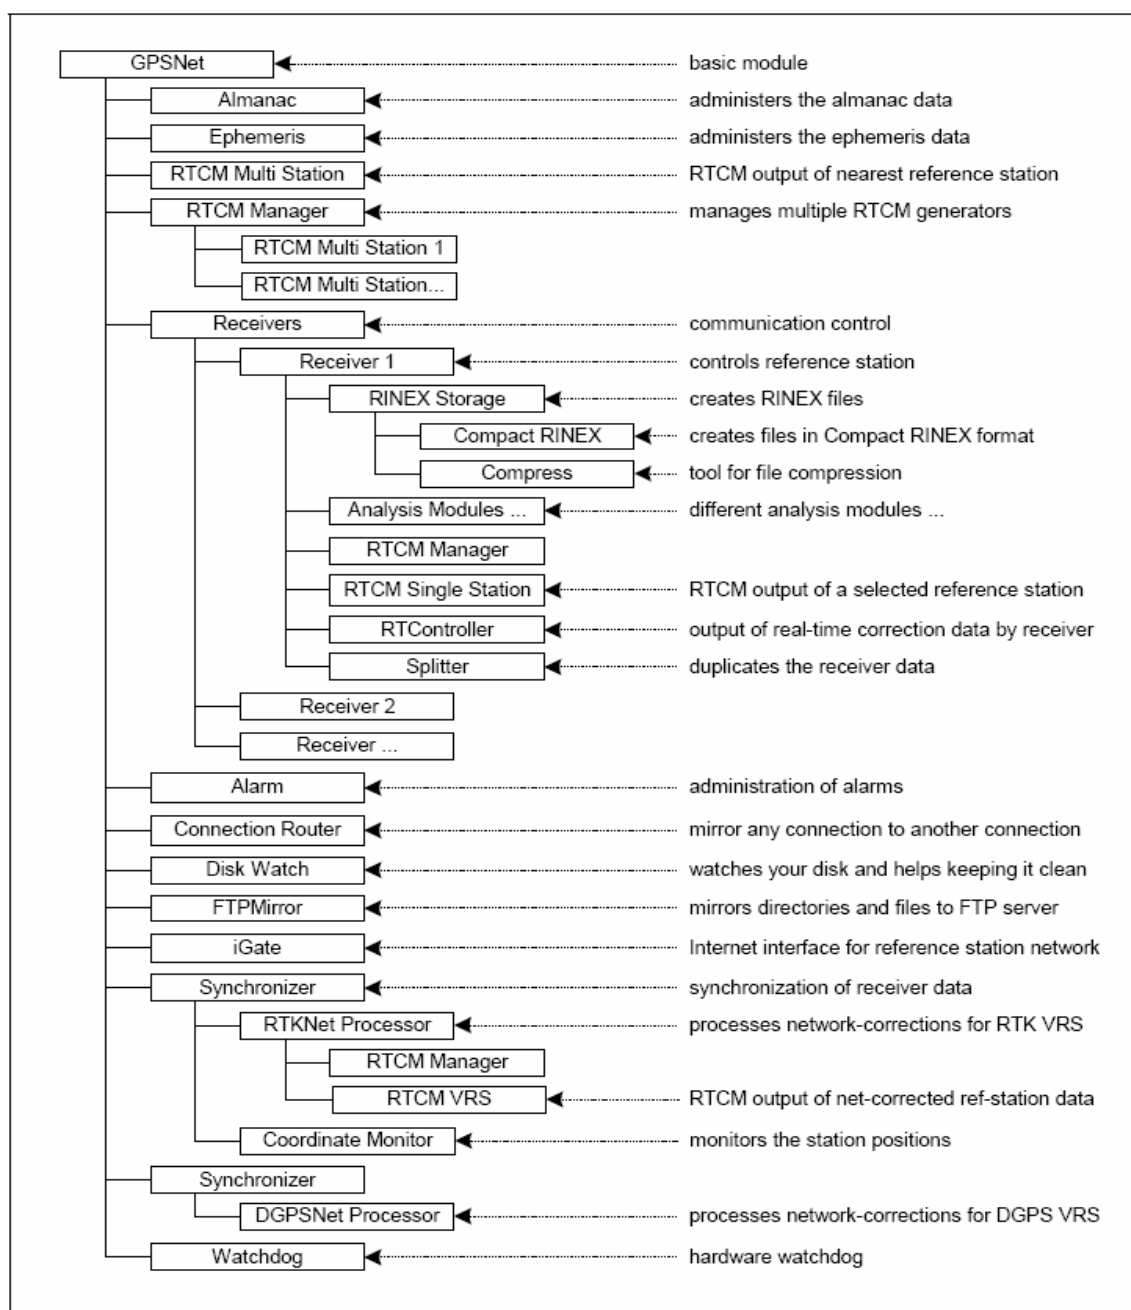 GPSNet basic module
Almanac administers the almanac data
Ephemeris administers the ephemeris data
RTCM Multi Station RTCM output of nearest reference station
RTCM Manager manages multiple RTCM generators
RTCM Multi Station 1
RTCM Multi Station...
Receivers communication control
Receiver 1 controls reference station
RINEX Storage creates RINEX files
Compact RINEX creates files in Compact RINEX format
Compress tool for file compression
Analysis Modules ... different analysis modules ...
RTCM Manager
RTCM Single Station RTCM output of a selected reference station
RTController output of real-time correction data by receiver
Splitter duplicates the receiver data
Receiver 2
Receiver ...
Alarm administration of alarms
Connection Router mirror any connection to another connection
Disk Watch watches your disk and helps keeping it clean
FTPMirror mirrors directories and files to FTP server
iGate Internet interface for reference station network
Synchronizer synchronization of receiver data
RTKNet Processor processes network-corrections for RTK VRS
RTCM Manager
RTCM VRS RTCM output of net-corrected ref-station data
Coordinate Monitor monitors the station positions
Synchronizer
DGPSNet Processor processes network-corrections for DGPS VRS
Watchdog hardware watchdog